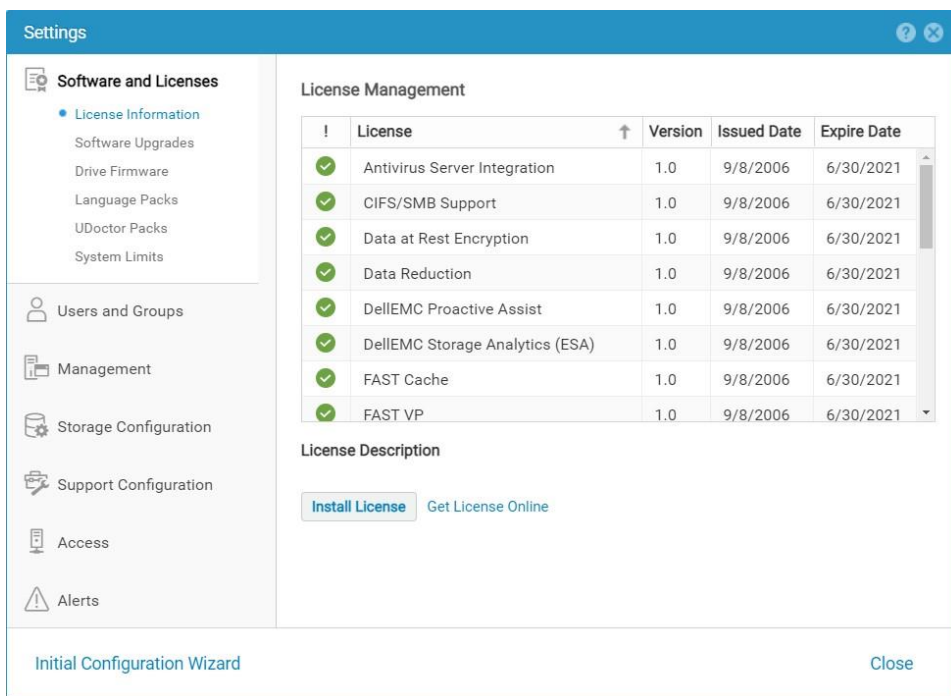 Settings
Software and Licenses
License Information
Software Upgrades
Drive Firmware
Language Packs
UDoctor Packs
System Limits
Users and Groups
Management
Storage Configuration
Support Configuration
Access
Alerts
License Management
! License Version Issued Date Expire Date
Antivirus Server Integration 1.0 9/8/2006 6/30/2021
CIFS/SMB Support 1.0 9/8/2006 6/30/2021
Data at Rest Encryption 1.0 9/8/2006 6/30/2021
Data Reduction 1.0 9/8/2006 6/30/2021
DellEMC Proactive Assist 1.0 9/8/2006 6/30/2021
DellEMC Storage Analytics (ESA) 1.0 9/8/2006 6/30/2021
FAST Cache 1.0 9/8/2006 6/30/2021
FAST VP 1.0 9/8/2006 6/30/2021
License Description
Install License Get License Online
Initial Configuration Wizard Close